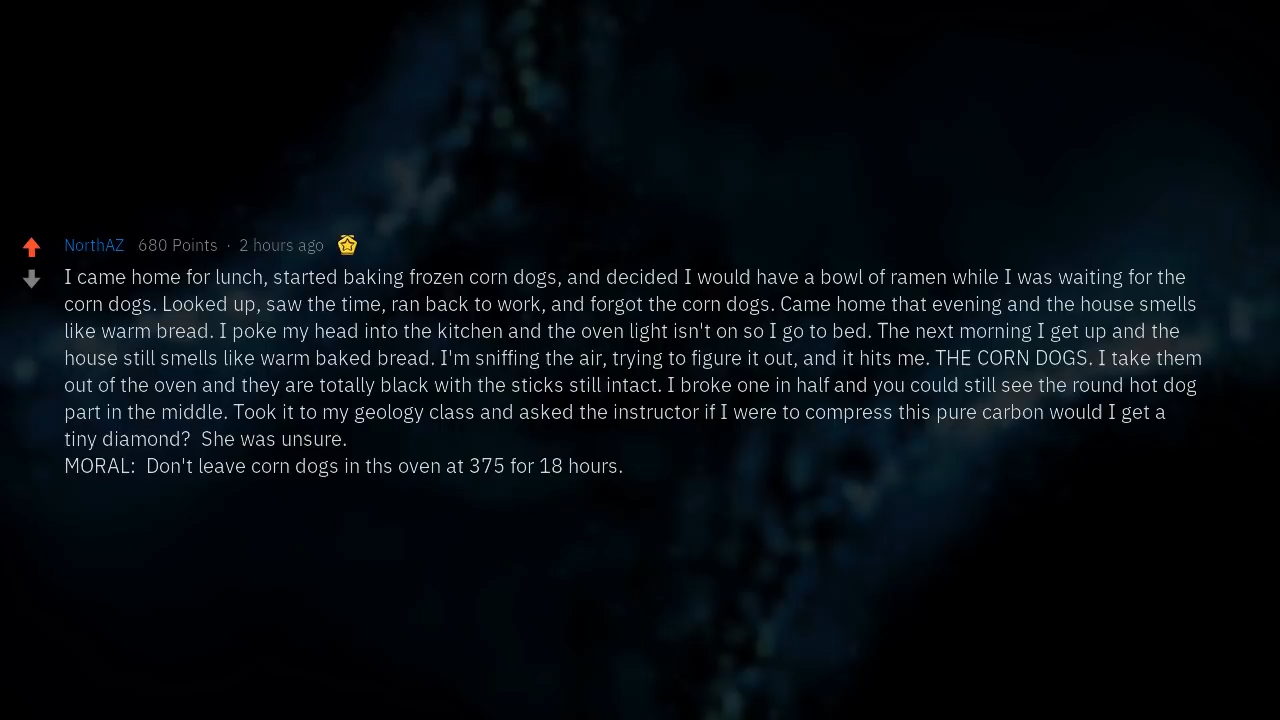 NorthAZ 680 Points · 2 hours ago
I came home for lunch, started baking frozen corn dogs, and decided I would have a bowl of ramen while I was waiting for the
corn dogs. Looked up, saw the time, ran back to work, and forgot the corn dogs. Came home that evening and the house smells
like warm bread. I poke my head into the kitchen and the oven light isn't on so I go to bed. The next morning I get up and the
house still smells like warm baked bread. I'm sniffing the air, trying to figure it out, and it hits me. THE CORN DOGS. I take them
out of the oven and they are totally black with the sticks still intact. I broke one in half and you could still see the round hot dog
part in the middle. Took it to my geology class and asked the instructor if I were to compress this pure carbon would I get a
tiny diamond?  She was unsure.
MORAL:  Don't leave corn dogs in ths oven at 375 for 18 hours.